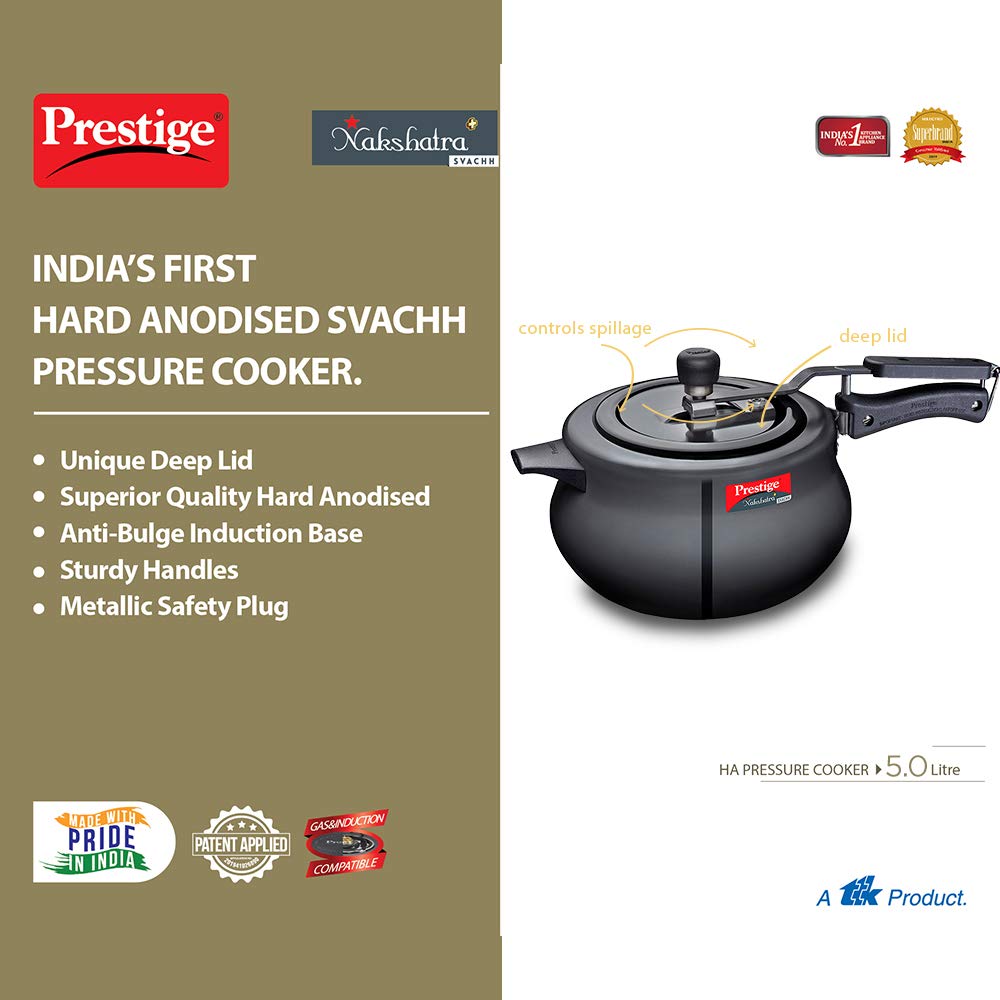 Prestige®
Nakshatra+
SVACHH
INDIA'S FIRST
HARD ANODISED SVACHH
PRESSURE COOKER.
• Unique Deep Lid
• Superior Quality Hard Anodised
• Anti-Bulge Induction Base
• Sturdy Handles
• Metallic Safety Plug
MADE WITH
PRIDE
IN INDIA
PATENT APPLIED
GAS&INDUCTION
COMPATIBLE
INDIA'S
No.
1
KITCHEN
APPLIANCE
BRAND
Superbrand
controls spillage
deep lid
Prestige
Nakshatra+
SVACHH
HA PRESSURE COOKER 5.0 Litre
A ttk Product.